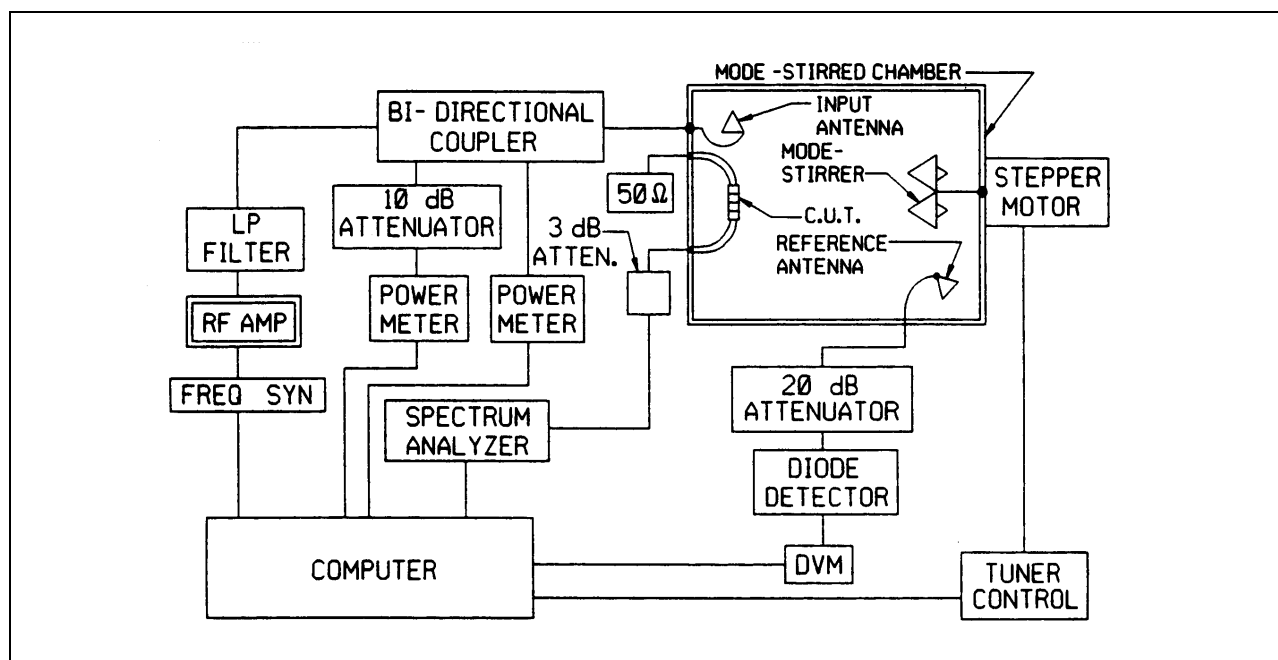 MODE -STIRRED CHAMBER
BI- DIRECTIONAL
COUPLER
INPUT
ANTENNA
MODE-
STIRRER
STEPPER
MOTOR
10 dB
ATTENUATOR
50Ω
C.U.T.
LP
FILTER
3 dB
ATTEN.
REFERENCE
ANTENNA
POWER
METER
POWER
METER
RF AMP
FREQ SYN
20 dB
ATTENUATOR
SPECTRUM
ANALYZER
DIODE
DETECTOR
COMPUTER
DVM
TUNER
CONTROL